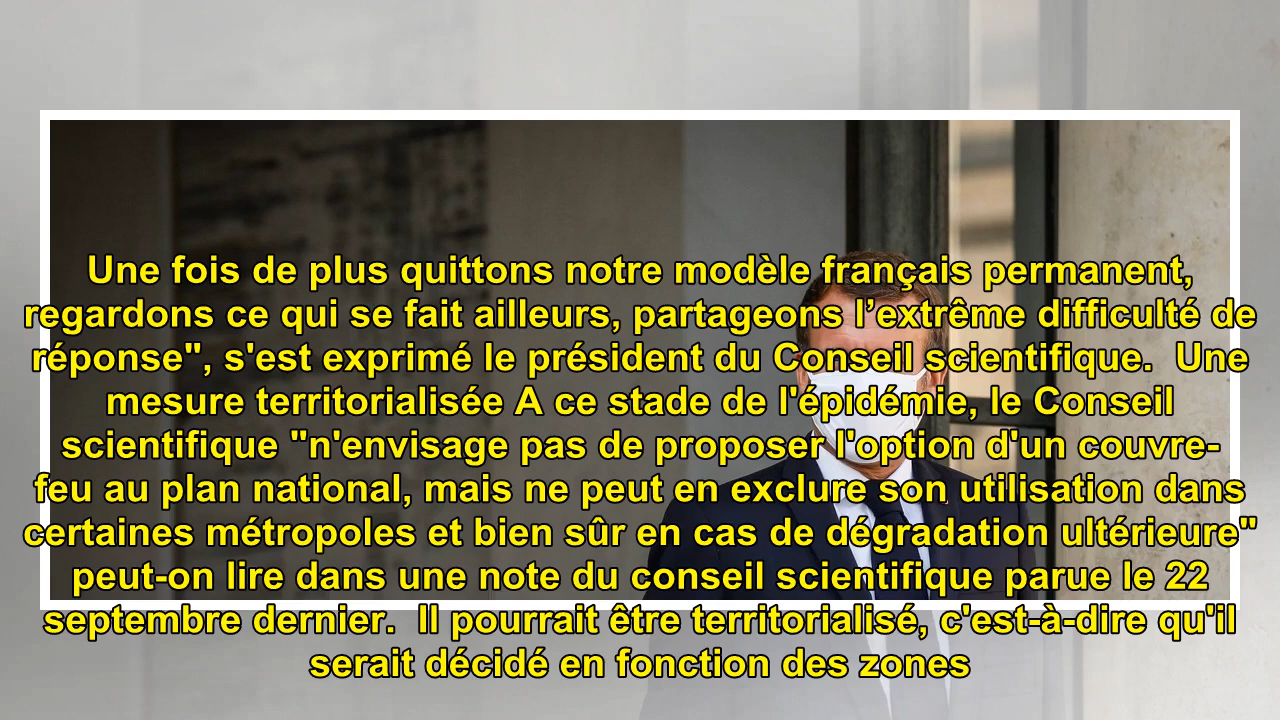 Une fois de plus quittons notre modèle français permanent,
regardons ce qui se fait ailleurs, partageons l’extrême difficulté de
réponse", s'est exprimé le président du Conseil scientifique.  Une
mesure territorialisée A ce stade de l'épidémie, le Conseil
scientifique "n'envisage pas de proposer l'option d'un couvre-
feu au plan national, mais ne peut en exclure son utilisation dans
certaines métropoles et bien sûr en cas de dégradation ultérieure"
peut-on lire dans une note du conseil scientifique parue le 22
septembre dernier.  Il pourrait être territorialisé, c'est-à-dire qu'il
serait décidé en fonction des zones